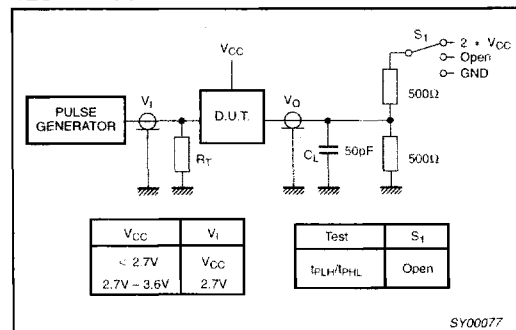 VCC
S1
2 * VCC
Open
GND
500Ω
VI
VO
PULSE
GENERATOR
D.U.T.
RT
CL
50pF
500Ω
VCC VI
< 2.7V VCC
2.7V – 3.6V 2.7V
Test S1
tPLH/tPHL Open
SY00077